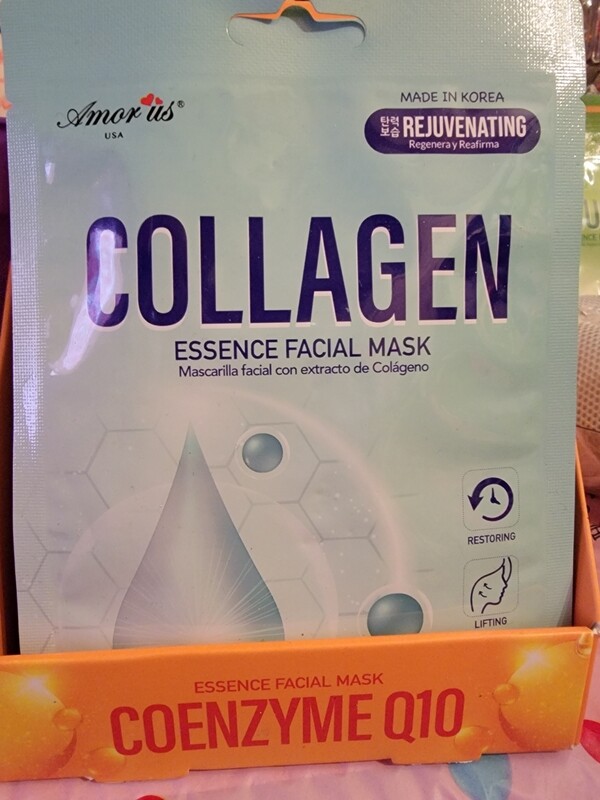 Amor us®
USA
MADE IN KOREA
탄력
보습
REJUVENATING
Regenera y Reafirma
COLLAGEN
ESSENCE FACIAL MASK
Mascarilla facial con extracto de Colágeno
RESTORING
LIFTING
ESSENCE FACIAL MASK
COENZYME Q10